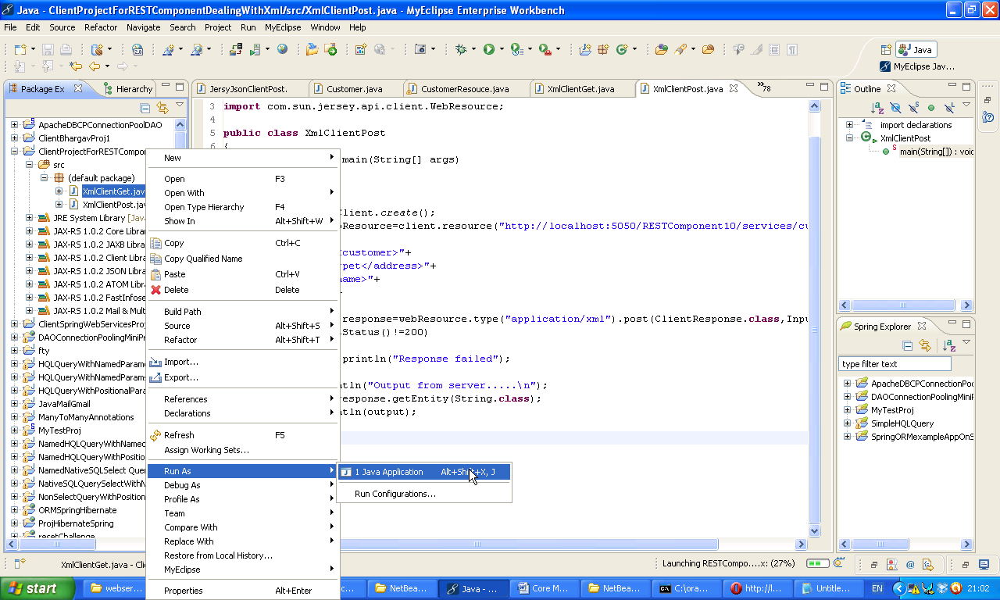 Java - ClientProjectForRESTComponentDealingWithXml/src/XmlClientPost.java - MyEclipse Enterprise Workbench
File Edit Source Refactor Navigate Search Project Run MyEclipse Window Help
Java
MyEclipse Jav...
Package Ex
Hierarchy
JersyJsonClientPost.
Customer.java
CustomerResouce.java
XmlClientGet.java
XmlClientPost.java
78
Outline
ApacheDBCPConnectionPoolDAO
ClientBhargavProj1
ClientProjectForRESTCompor
src
(default package)
XmlClientGet.jav
XmlClientPost.jav
JRE System Library [Jav
JAX-RS 1.0.2 Core Libra
JAX-RS 1.0.2 JAXB Libra
JAX-RS 1.0.2 Client Libra
JAX-RS 1.0.2 JSON Libra
JAX-RS 1.0.2 ATOM Libra
JAX-RS 1.0.2 FastInfose
JAX-RS 1.0.2 Mail & Mult
ClientSpringWebServicesProj
DAOConnectionPoolingMiniPr
fty
HQLQueryWithNamedParam
HQLQueryWithNamedParams
HQLQueryWithPositionalPara
JavaMailGmail
ManyToManyAnnotations
MyTestProj
NamedHQLQueryWithNamed
NamedHQLQueryWithPositio
NamedNativeSQLSelect Quer
NativeSQLQueryWithSELECT
NonSelectQueryWithPosition
ORMSpringHibernate
ProjHibernateSpring
resetChallenge
New
Open F3
Open With
Open Type Hierarchy F4
Show In Alt+Shift+W
Copy Ctrl+C
Copy Qualified Name
Paste Ctrl+V
Delete Delete
Build Path
Source Alt+Shift+S
Refactor Alt+Shift+T
Import...
Export...
References
Declarations
Refresh F5
Assign Working Sets...
Run As
Debug As
Profile As
Team
Compare With
Replace With
Restore from Local History...
MyEclipse
Properties Alt+Enter
1 Java Application Alt+Shift+X, J
Run Configurations...
3 import com.sun.jersey.api.client.WebResource;
4
5 public class XmlClientPost
6 {
main(String[] args)
Client.create();
bResource=client.resource("http://localhost:5050/RESTComponent10/services/cu
customer>"+
rpet</address>"+
name>"+
response=webResource.type("application/xml").post(ClientResponse.class,Inpu
Status()!=200)
println("Response failed");
tln("Output from server.....\n");
response.getEntity(String.class);
tln(output);
import declarations
XmlClientPost
main(String[]) : void
Spring Explorer
type filter text
ApacheDBCPConnectionPoo
DAOConnectionPoolingMiniP
MyTestProj
SimpleHQLQuery
SpringORMexampleAppOnS
XmlClientGet.java - Clie
Launching RESTCompo....x: (27%)
start
webser...
c...
NetBea...
Java - ...
Core M...
NetBea...
C:\ora...
http://l...
Untitle...
EN
21:02